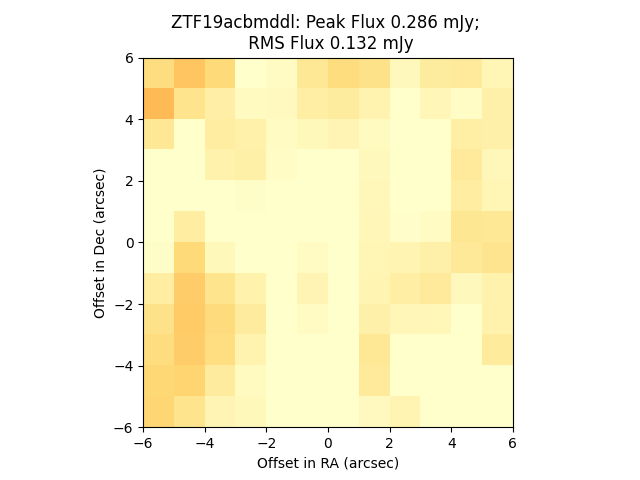 ZTF19acbmddl: Peak Flux 0.286 mJy;
RMS Flux 0.132 mJy
6
4
2
0
−2
−4
−6
Offset in Dec (arcsec)
−6 −4 −2 0 2 4 6
Offset in RA (arcsec)